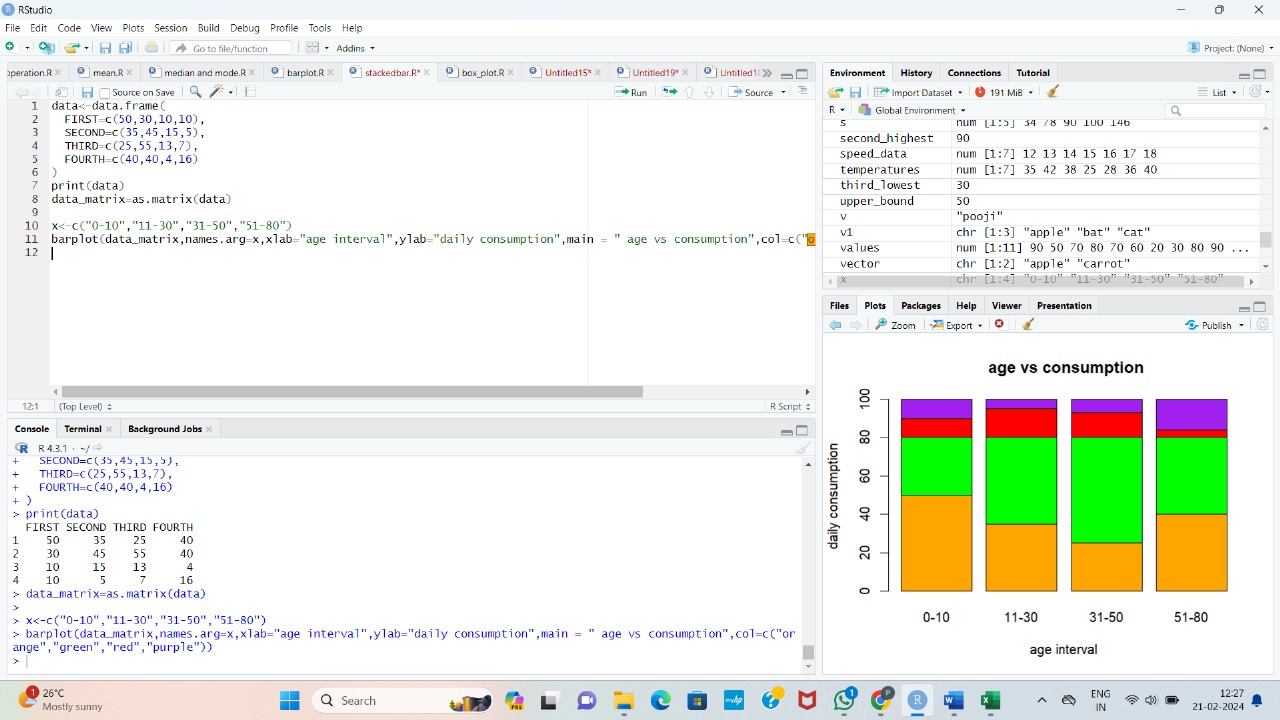 RStudio
File Edit Code View Plots Session Build Debug Profile Tools Help
Go to file/function Addins Project: (None)
operation.R mean.R median and mode.R barplot.R stackedbar.R* box_plot.R Untitled15* Untitled19* Untitled1
Source on Save Run Source
1 data<-data.frame(
2 FIRST=c(50,30,10,10),
3 SECOND=c(35,45,15,5),
4 THIRD=c(25,55,13,7),
5 FOURTH=c(40,40,4,16)
6 )
7 print(data)
8 data_matrix=as.matrix(data)
9
10 x<-c("0-10","11-30","31-50","51-80")
11 barplot(data_matrix,names.arg=x,xlab="age interval",ylab="daily consumption",main = " age vs consumption",col=c("o
12
12:1 (Top Level) R Script
Console Terminal Background Jobs
R 4.3.1 · ~/
+ SECOND=c(35,45,15,5),
+ THIRD=c(25,55,13,7),
+ FOURTH=c(40,40,4,16)
+ )
> print(data)
FIRST SECOND THIRD FOURTH
1 50 35 25 40
2 30 45 55 40
3 10 15 13 4
4 10 5 7 16
> data_matrix=as.matrix(data)
>
> x<-c("0-10","11-30","31-50","51-80")
> barplot(data_matrix,names.arg=x,xlab="age interval",ylab="daily consumption",main = " age vs consumption",col=c("or
ange","green","red","purple"))
>
Environment History Connections Tutorial
Import Dataset 191 MiB List
R Global Environment
s num [1:5] 34 78 90 100 146
second_highest 90
speed_data num [1:7] 12 13 14 15 16 17 18
temperatures num [1:7] 35 42 38 25 28 36 40
third_lowest 30
upper_bound 50
v "pooji"
v1 chr [1:3] "apple" "bat" "cat"
values num [1:11] 90 50 70 80 70 60 20 30 80 90 ...
vector chr [1:2] "apple" "carrot"
x chr [1:4] "0-10" "11-30" "31-50" "51-80"
Files Plots Packages Help Viewer Presentation
Zoom Export Publish
age vs consumption
daily consumption
100
80
60
40
20
0
0-10 11-30 31-50 51-80
age interval
1 26°C
Mostly sunny
Search
ENG
IN
12:27
21-02-2024